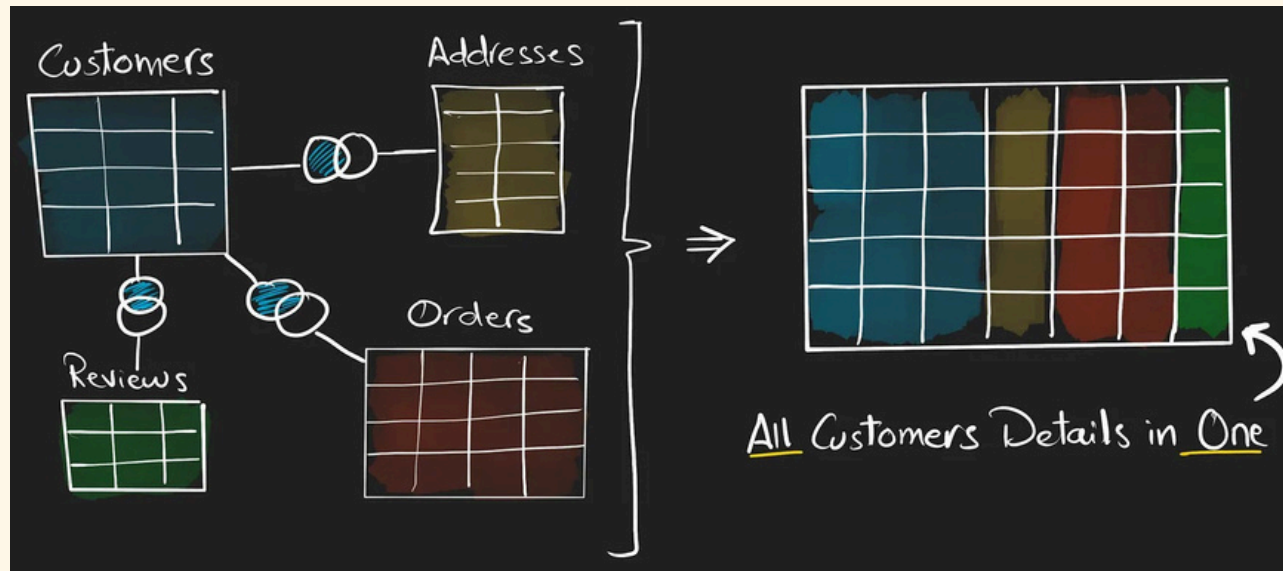 Customers
Addresses
Orders
Reviews
All Customers Details in One